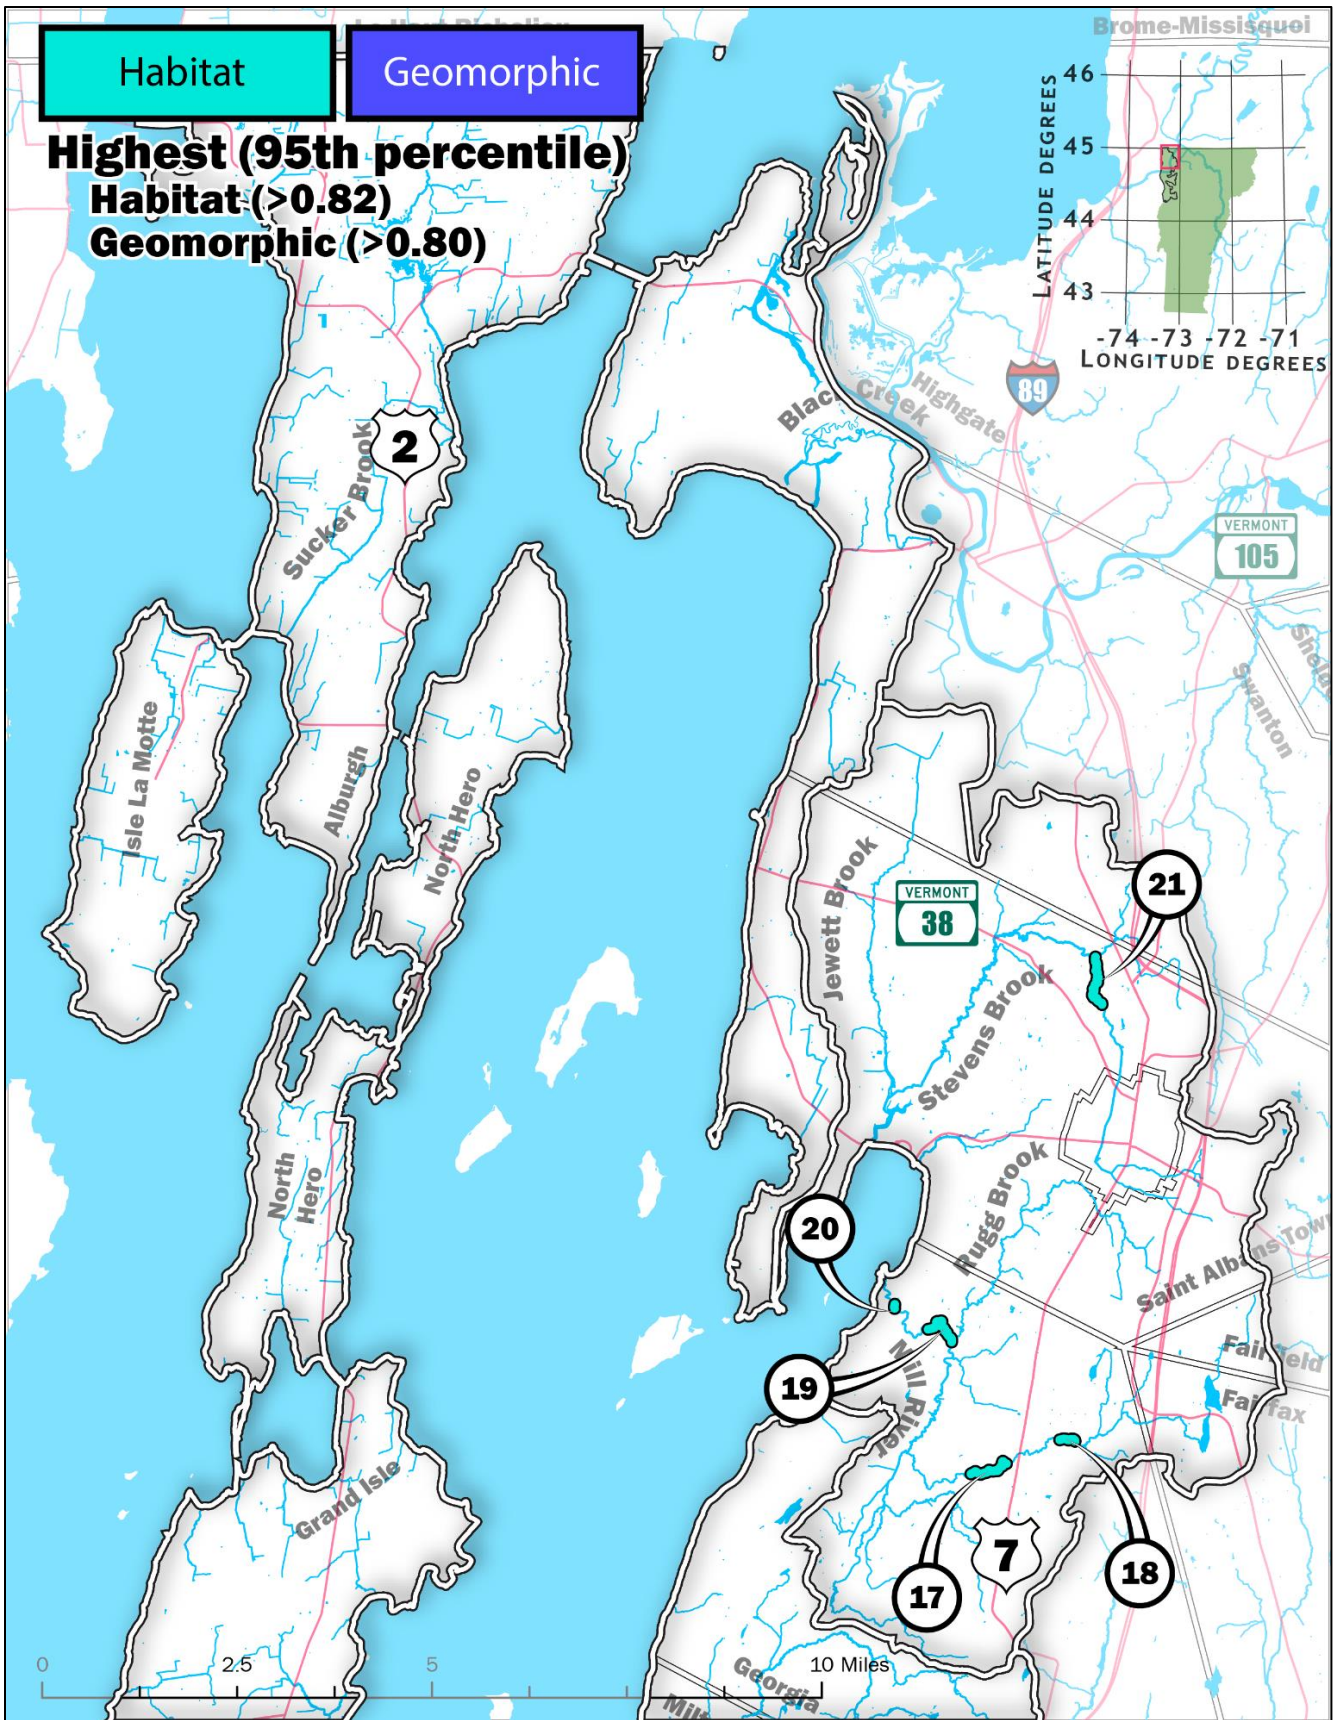 Brome-Missisquoi
Habitat
Geomorphic
Highest (95th percentile)
Habitat (>0.82)
Geomorphic (>0.80)
LATITUDE DEGREES
46
45
44
43
-74 -73 -72 -71
LONGITUDE DEGREES
89
Highgate
Black Creek
2
Sucker Brook
VERMONT
105
Swanton
Isle La Motte
Alburgh
North Hero
Jewett Brook
VERMONT
38
21
Stevens Brook
North
Hero
Rugg Brook
20
Saint Albans Town
Fairfield
Fairfax
19
Mill River
Grand Isle
7
17
18
0
2.5
5
10 Miles
Georgia